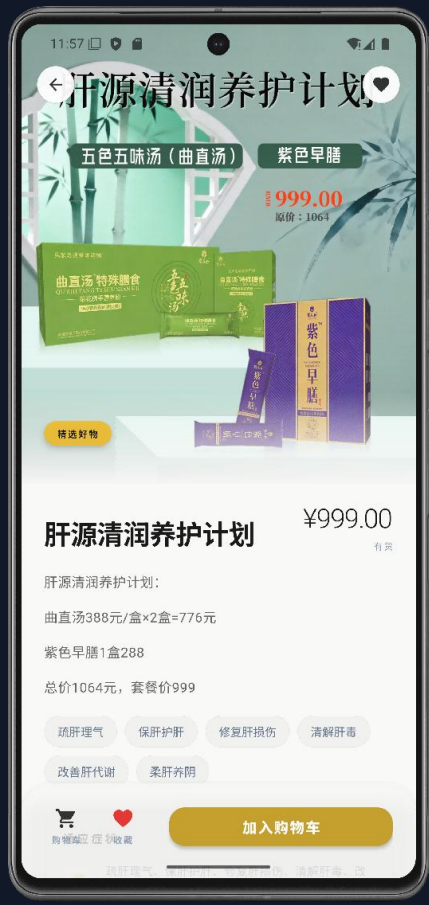 11:57
肝源清润养护计划
五色五味汤（曲直汤）
紫色早膳
999.00
原价：1064
曲直汤 特殊膳食
五色五味汤
紫色早膳
紫色早膳
精选好物
肝源清润养护计划
¥999.00
有货
肝源清润养护计划：
曲直汤388元/盒×2盒=776元
紫色早膳1盒288
总价1064元，套餐价999
疏肝理气
保肝护肝
修复肝损伤
清解肝毒
改善肝代谢
柔肝养阴
适应症状
购物车
收藏
加入购物车
疏肝理气、保肝护肝、修复肝损伤、清解肝毒、改